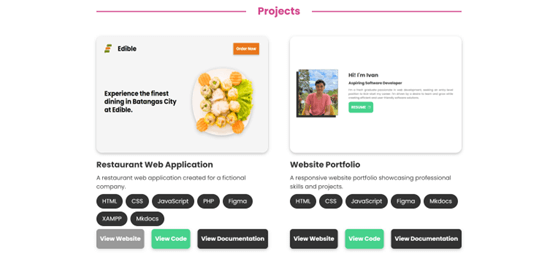 Projects
Edible
Order Now
Experience the finest
dining in Batangas City
at Edible.
Hi! I'm Ivan
Aspiring Software Developer
RESUME
Restaurant Web Application
A restaurant web application created for a fictional
company.
HTML CSS JavaScript PHP Figma
XAMPP Mkdocs
View Website View Code View Documentation
Website Portfolio
A responsive website portfolio showcasing professional
skills and projects.
HTML CSS JavaScript Figma Mkdocs
View Website View Code View Documentation